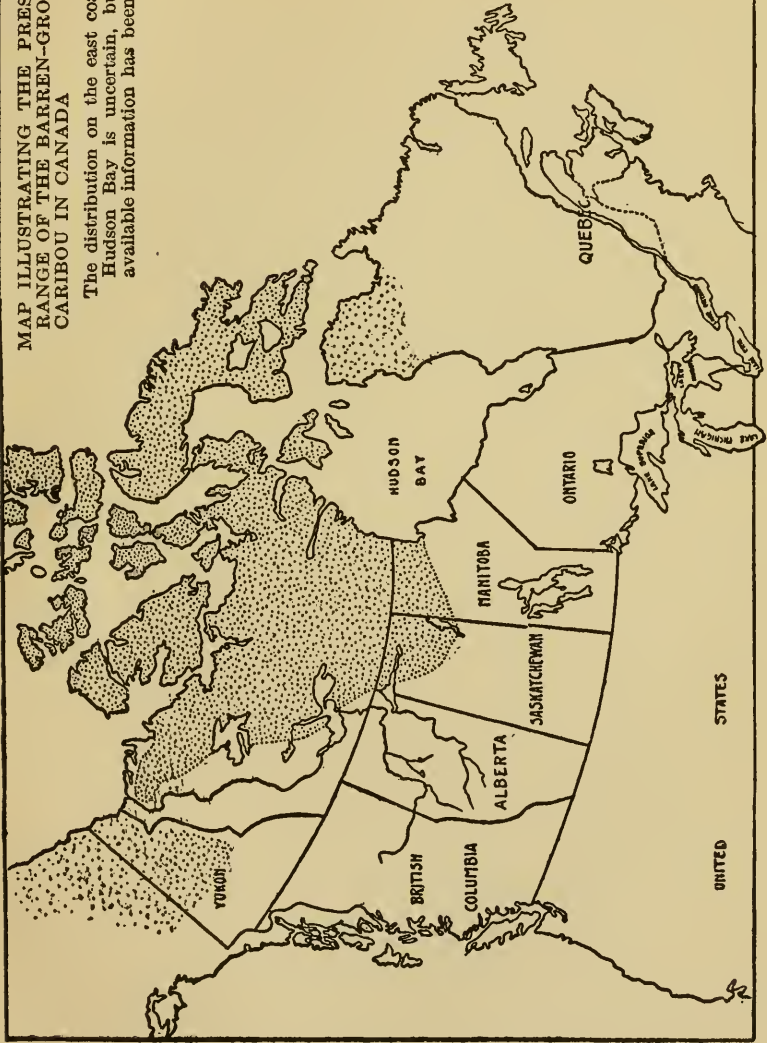 MAP ILLUSTRATING THE PRES
RANGE OF THE BARREN-GRO
CARIBOU IN CANADA
The distribution on the east cos
Hudson Bay is uncertain, bu
available information has been
YUKON
BRITISH
COLUMBIA
ALBERTA
SASKATCHEWAN
MANITOBA
HUDSON
BAY
ONTARIO
QUEBEC
LAKE SUPERIOR
LAKE MICHIGAN
UNITED
STATES